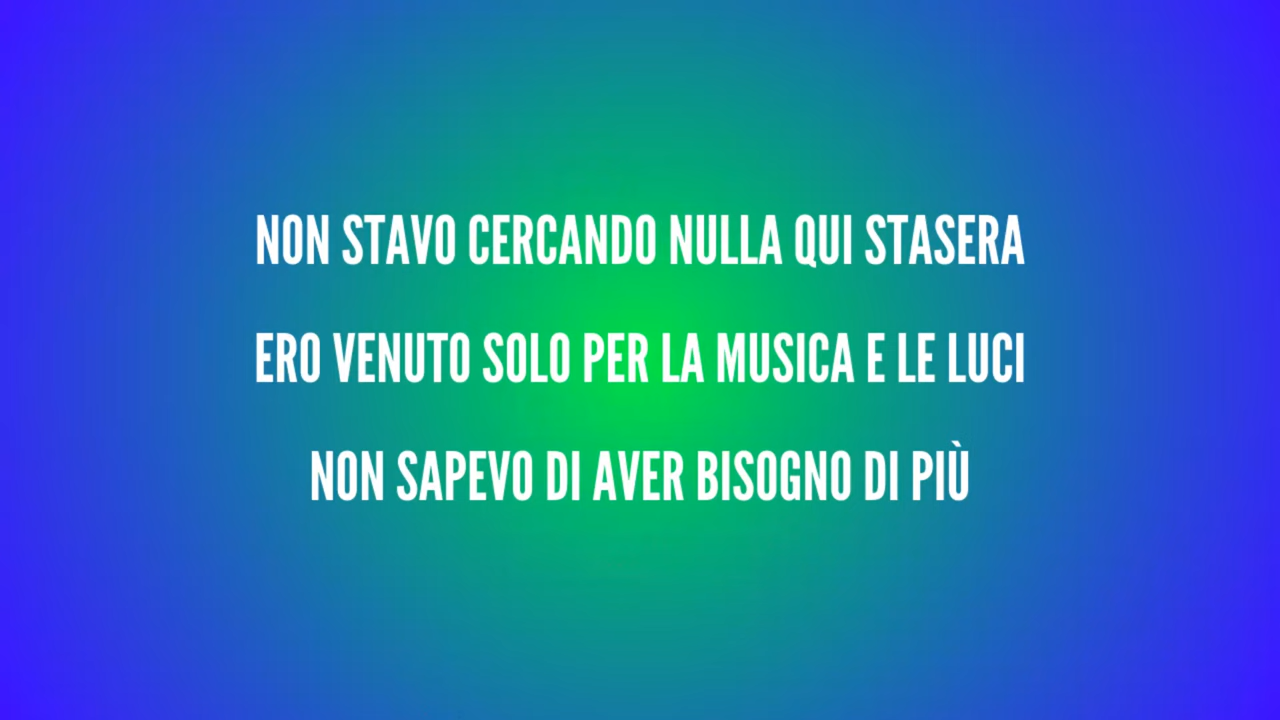 NON STAVO CERCANDO NULLA QUI STASERA
ERO VENUTO SOLO PER LA MUSICA E LE LUCI
NON SAPEVO DI AVER BISOGNO DI PIÙ